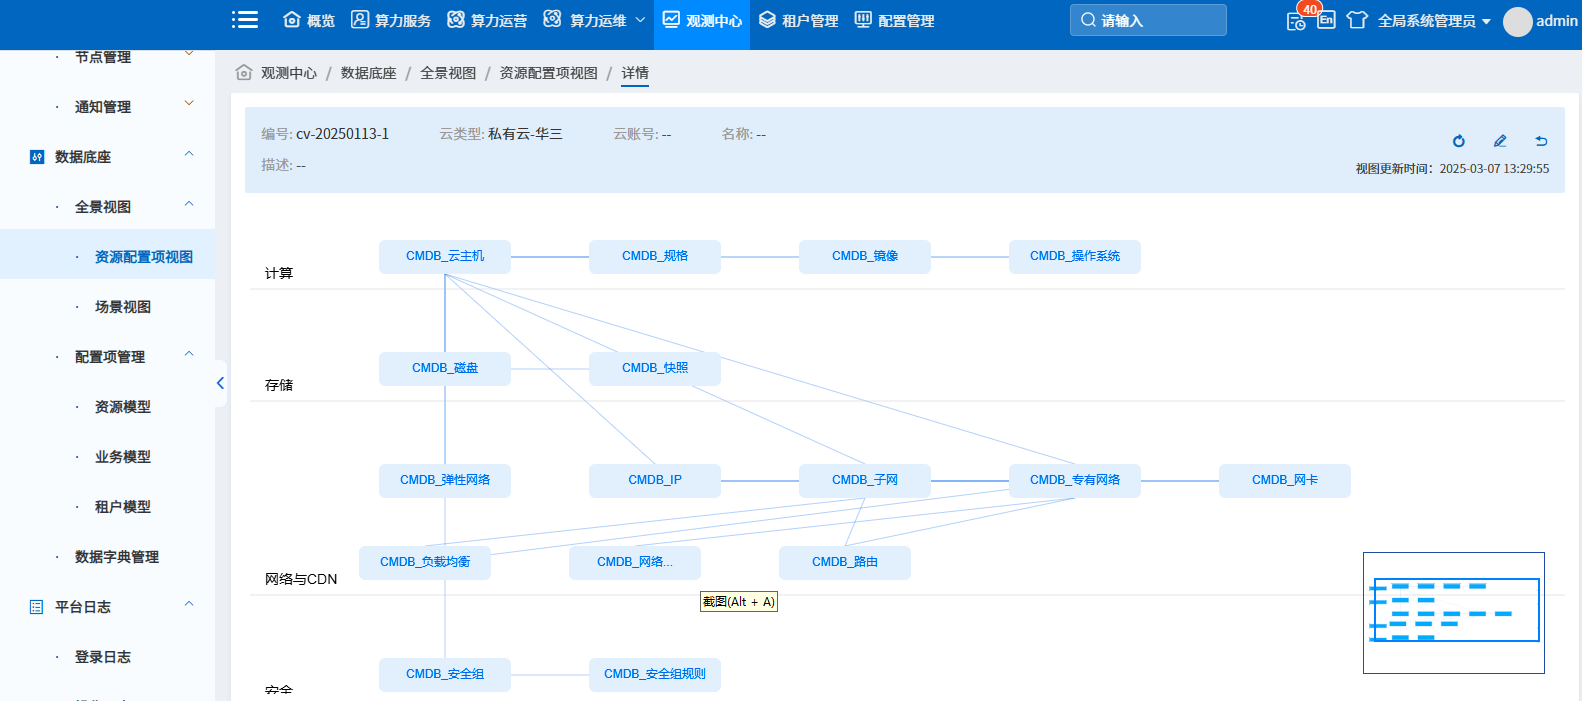 概览 算力服务 算力运营 算力运维 观测中心 租户管理 配置管理 请输入 40 En 全局系统管理员 admin
节点管理
通知管理
数据底座
全景视图
资源配置项视图
场景视图
配置项管理
资源模型
业务模型
租户模型
数据字典管理
平台日志
登录日志
观测中心 / 数据底座 / 全景视图 / 资源配置项视图 / 详情
编号: cv-20250113-1 云类型: 私有云-华三 云账号: -- 名称: --
描述: --
视图更新时间：2025-03-07 13:29:55
CMDB_云主机 CMDB_规格 CMDB_镜像 CMDB_操作系统
计算
CMDB_磁盘 CMDB_快照
存储
CMDB_弹性网络 CMDB_IP CMDB_子网 CMDB_专有网络 CMDB_网卡
CMDB_负载均衡 CMDB_网络... CMDB_路由
网络与CDN
截图(Alt + A)
CMDB_安全组 CMDB_安全组规则
安全